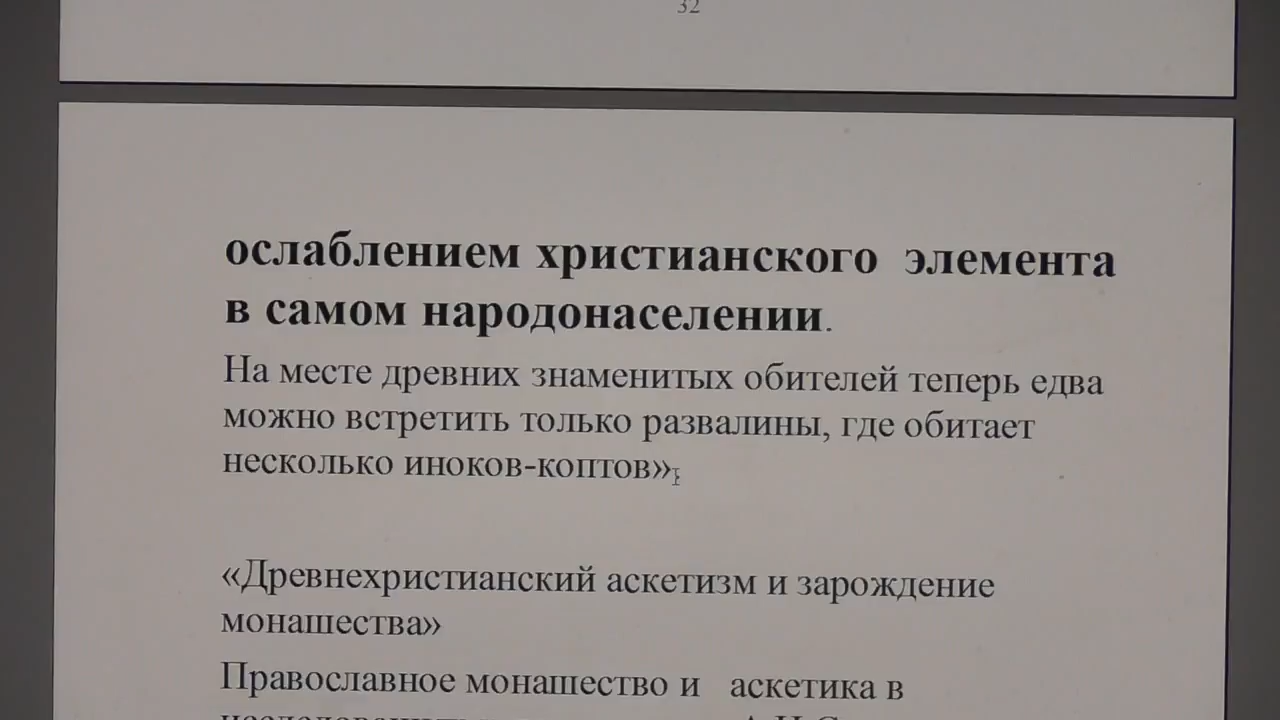 32
ослаблением христианского элемента
в самом народонаселении.
На месте древних знаменитых обителей теперь едва
можно встретить только развалины, где обитает
несколько иноков-коптов»
«Древнехристианский аскетизм и зарождение
монашества»
Православное монашество и аскетика в